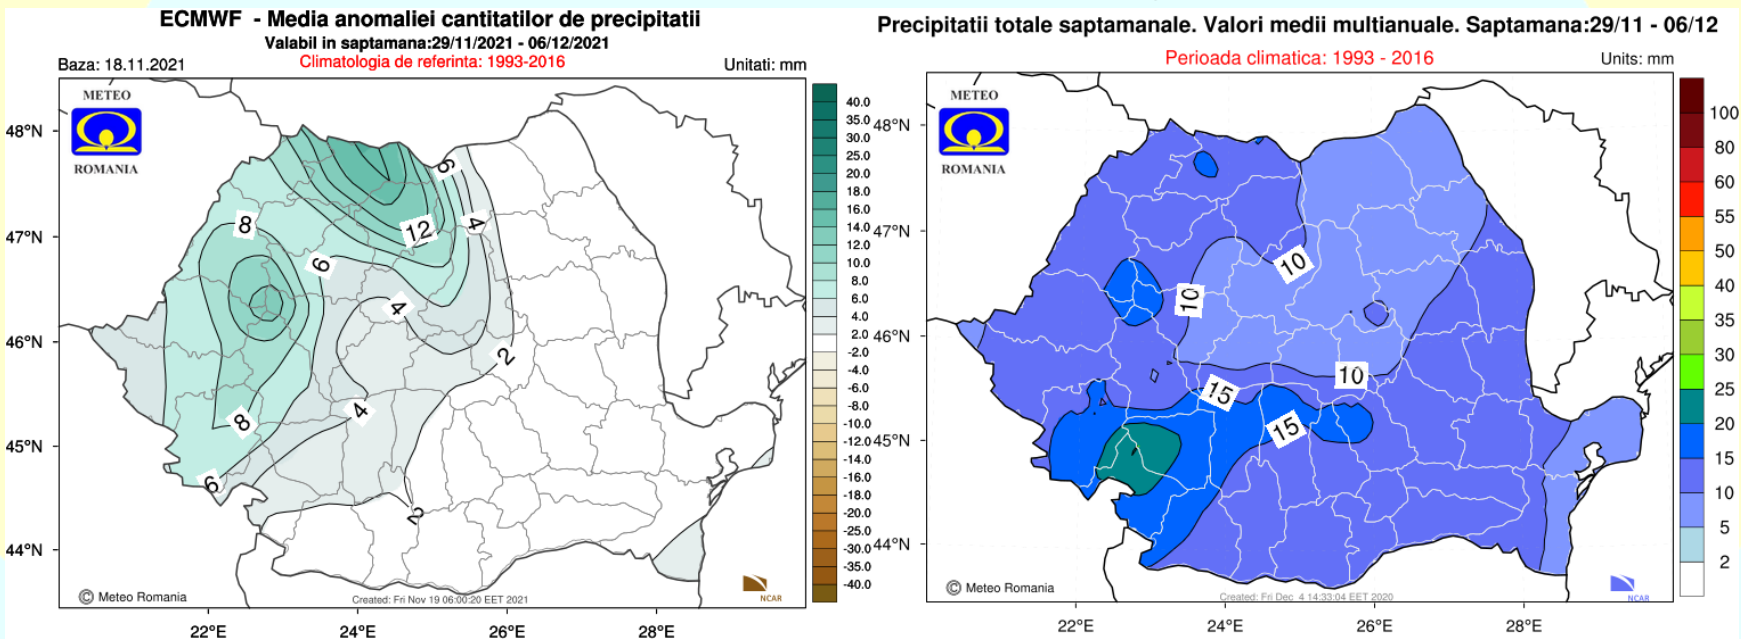 ECMWF - Media anomaliei cantitatilor de precipitatii
Valabil in saptamana:29/11/2021 - 06/12/2021
Baza: 18.11.2021
Climatologia de referinta: 1993-2016
Unitati: mm
METEO
ROMANIA
48°N
47°N
46°N
45°N
44°N
22°E
24°E
26°E
28°E
8
6
12
4
6
4
2
8
4
6
2
40.0
35.0
30.0
25.0
20.0
18.0
16.0
14.0
12.0
10.0
8.0
6.0
4.0
2.0
-2.0
-4.0
-6.0
-8.0
-10.0
-12.0
-14.0
-16.0
-18.0
-20.0
-25.0
-30.0
-35.0
-40.0
© Meteo Romania
Created: Fri Nov 19 06:00:20 EET 2021
NCAR
Precipitatii totale saptamanale. Valori medii multianuale. Saptamana:29/11 - 06/12
Perioada climatica: 1993 - 2016
Units: mm
METEO
ROMANIA
48°N
47°N
46°N
45°N
44°N
22°E
24°E
26°E
28°E
10
10
10
15
15
100
80
60
55
50
40
35
30
25
20
15
10
5
2
© Meteo Romania
Created: Fri Dec 4 14:33:04 EET 2020
NCAR